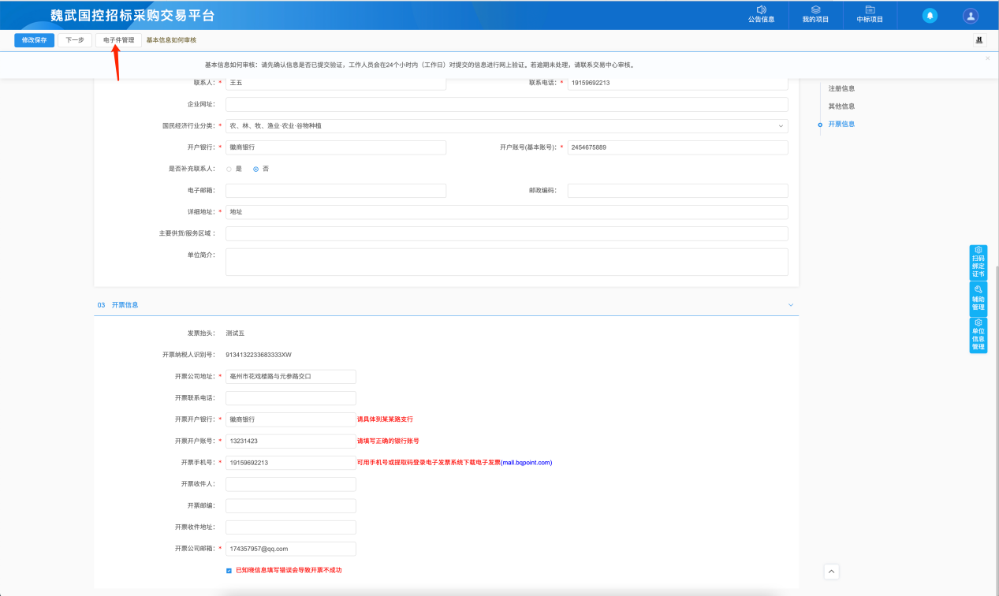 魏武国控招标采购交易平台
公告信息
我的项目
中标项目
修改保存 下一步 电子件管理 基本信息如何审核
基本信息如何审核：请先确认信息是否已提交验证，工作人员会在24个小时内（工作日）对提交的信息进行网上验证。若逾期未处理，请联系交易中心审核。
联系人：* 王五 联系电话：* 19159692213
企业网址：
国民经济行业分类：* 农、林、牧、渔业·农业·谷物种植
开户银行：* 徽商银行 开户账号(基本账号)：* 2454675889
是否补充联系人： 是 否
电子邮箱： 邮政编码：
详细地址：* 地址
主要供货/服务区域：
单位简介：
注册信息
其他信息
开票信息
扫码
绑定
证书
辅助
管理
单位
信息
管理
03 开票信息
发票抬头： 测试五
开票纳税人识别号： 9134132233683333XW
开票公司地址：* 亳州市花戏楼路与元参路交口
开票联系电话：
开票开户银行：* 徽商银行 请具体到某某路支行
开票开户账号：* 13231423 请填写正确的银行账号
开票手机号：* 19159692213 可用手机号或提取码登录电子发票系统下载电子发票(mall.bqpoint.com)
开票收件人：
开票邮编：
开票收件地址：
开票公司邮箱：* 174357957@qq.com
已知晓信息填写错误会导致开票不成功